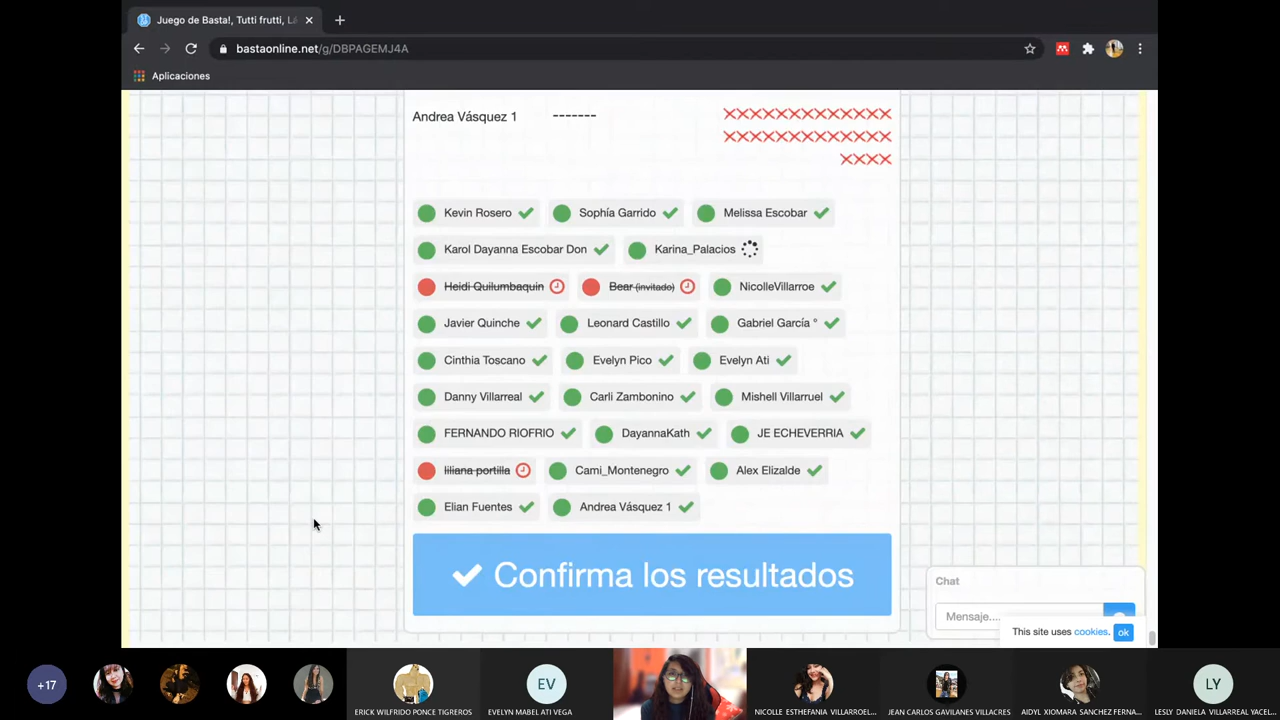 Juego de Basta!, Tutti frutti, Lá
bastaonline.net/g/DBPAGEMJ4A
Aplicaciones
Andrea Vásquez 1 -------
Kevin Rosero Sophía Garrido Melissa Escobar
Karol Dayanna Escobar Don Karina_Palacios
Heidi Quilumbaquin Bear (invitado) NicolleVillarroe
Javier Quinche Leonard Castillo Gabriel García °
Cinthia Toscano Evelyn Pico Evelyn Ati
Danny Villarreal Carli Zambonino Mishell Villarruel
FERNANDO RIOFRIO DayannaKath JE ECHEVERRIA
liliana portilla Cami_Montenegro Alex Elizalde
Elian Fuentes Andrea Vásquez 1
Confirma los resultados
Chat
Mensaje....
This site uses cookies. ok
+17 EV LY
ERICK WILFRIDO PONCE TIGREROS EVELYN MABEL ATI VEGA NICOLLE ESTHEFANIA VILLARROEL... JEAN CARLOS GAVILANES VILLACRES AIDYL XIOMARA SANCHEZ FERNA... LESLY DANIELA VILLARREAL YACEL...